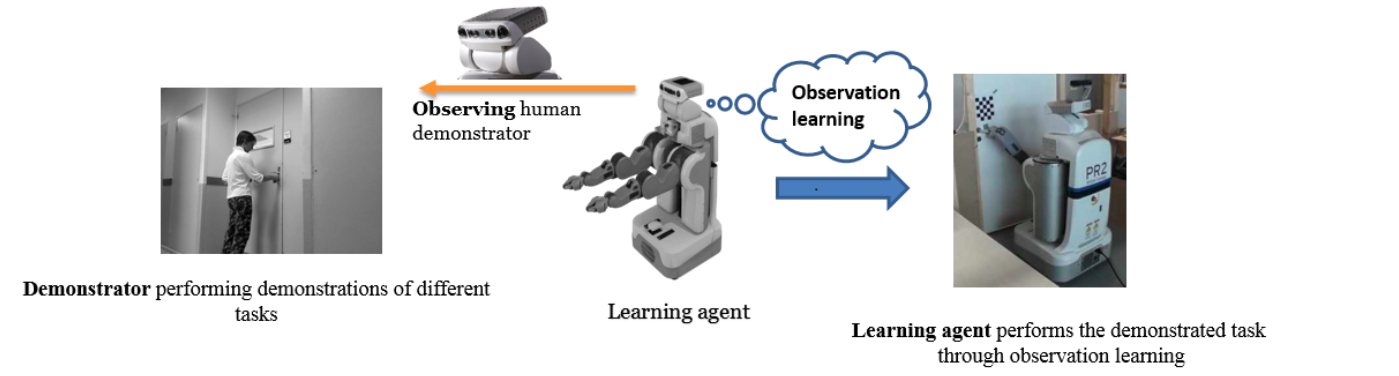 Observing human
demonstrator
Observation
learning
PR2
Demonstrator performing demonstrations of different
tasks
Learning agent
Learning agent performs the demonstrated task
through observation learning